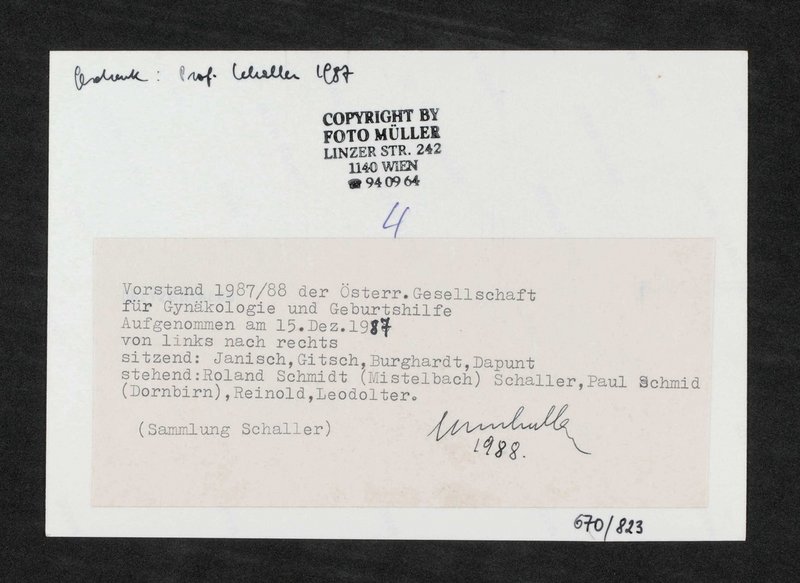 Geschenk: Prof. Schaller 1987
COPYRIGHT BY
FOTO MÜLLER
LINZER STR. 242
1140 WIEN
☎ 94 09 64
4
Vorstand 1987/88 der Österr.Gesellschaft
für Gynäkologie und Geburtshilfe
Aufgenommen am 15.Dez.1987
von links nach rechts
sitzend: Janisch,Gitsch,Burghardt,Dapunt
stehend:Roland Schmidt (Mistelbach) Schaller,Paul Schmid
(Dornbirn),Reinold,Leodolter.
(Sammlung Schaller)
1988.
670/823